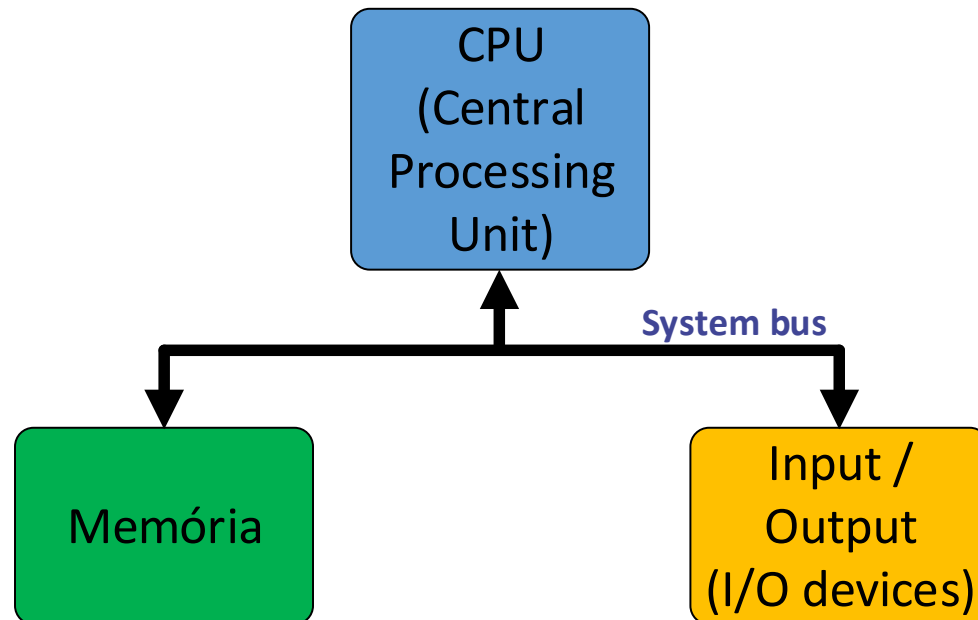 CPU
(Central
Processing
Unit)
System bus
Memória
Input /
Output
(I/O devices)